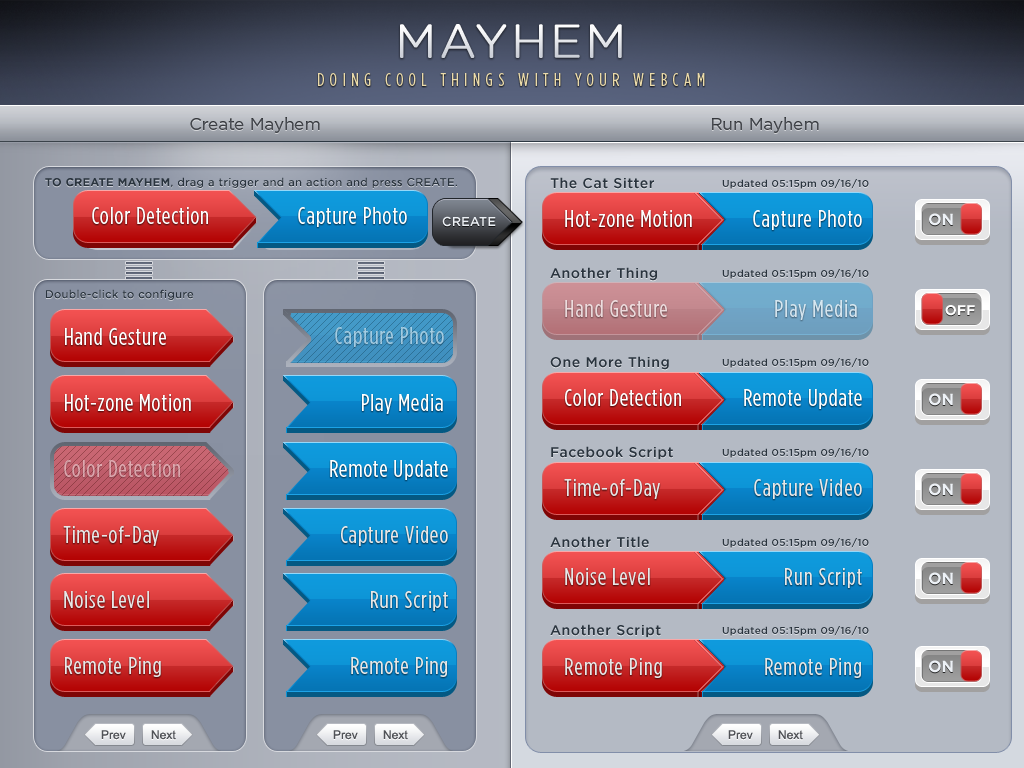 MAYHEM
DOING COOL THINGS WITH YOUR WEBCAM
Create Mayhem
Run Mayhem
TO CREATE MAYHEM, drag a trigger and an action and press CREATE.
Color Detection
Capture Photo
CREATE
Double-click to configure
Hand Gesture
Hot-zone Motion
Color Detection
Time-of-Day
Noise Level
Remote Ping
Prev Next
Capture Photo
Play Media
Remote Update
Capture Video
Run Script
Remote Ping
Prev Next
The Cat Sitter Updated 05:15pm 09/16/10
Hot-zone Motion Capture Photo ON
Another Thing Updated 05:15pm 09/16/10
Hand Gesture Play Media OFF
One More Thing Updated 05:15pm 09/16/10
Color Detection Remote Update ON
Facebook Script Updated 05:15pm 09/16/10
Time-of-Day Capture Video ON
Another Title Updated 05:15pm 09/16/10
Noise Level Run Script ON
Another Script Updated 05:15pm 09/16/10
Remote Ping Remote Ping ON
Prev Next